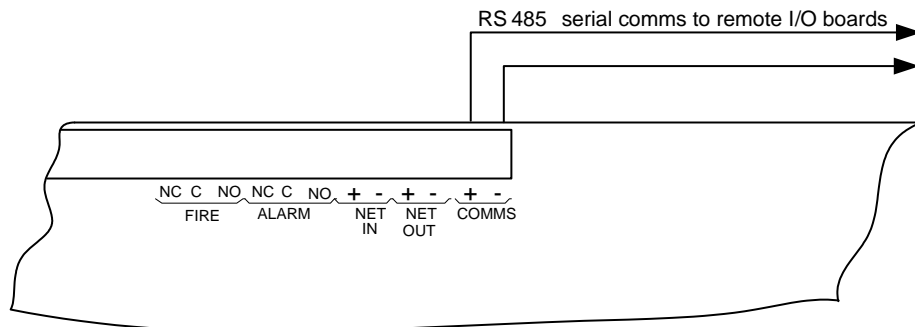 RS 485 serial comms to remote I/O boards
NC C NO NC C NO + - + - + -
FIRE ALARM NET IN NET OUT COMMS